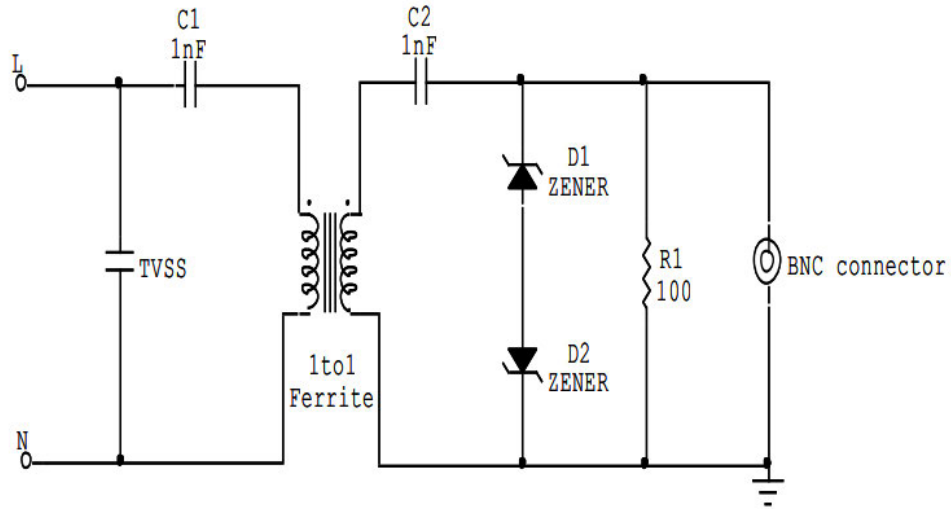 C1
1nF
C2
1nF
L
D1
ZENER
TVSS
R1
100
BNC connector
D2
ZENER
1to1
Ferrite
N